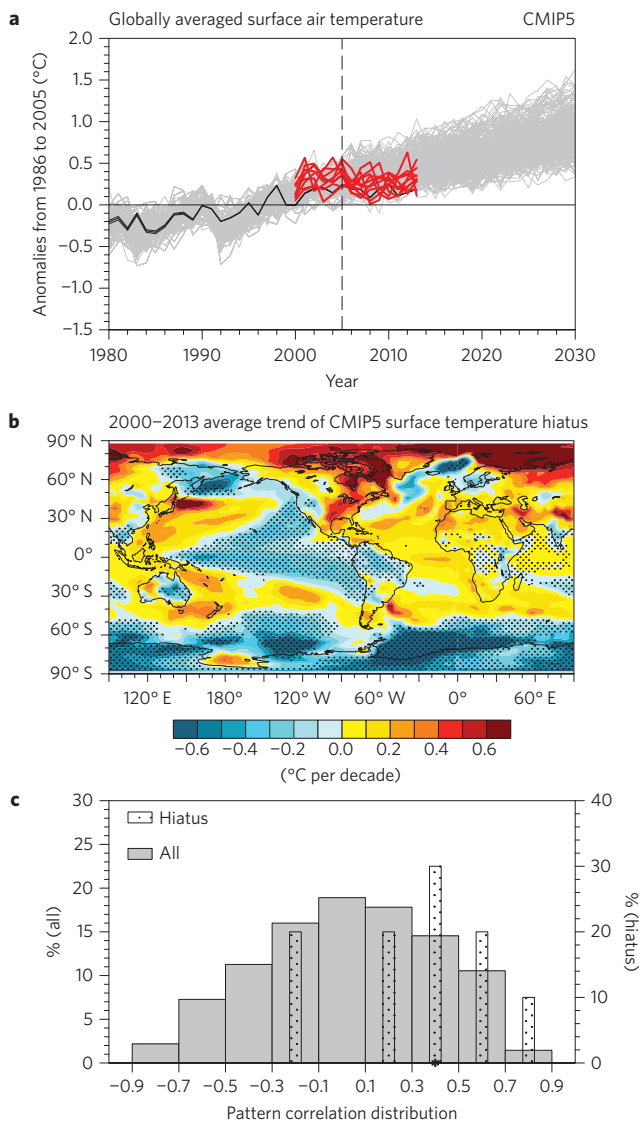 a Globally averaged surface air temperature CMIP5
2.0
1.5
1.0
0.5
0.0
−0.5
−1.0
−1.5
Anomalies from 1986 to 2005 (°C)
1980 1990 2000 2010 2020 2030
Year
b 2000–2013 average trend of CMIP5 surface temperature hiatus
90° N
60° N
30° N
0°
30° S
60° S
90° S
120° E 180° 120° W 60° W 0° 60° E
−0.6 −0.4 −0.2 0.0 0.2 0.4 0.6
(°C per decade)
c
30
25
20
15
10
5
0
% (all)
Hiatus
All
40
30
20
10
0
% (hiatus)
−0.9 −0.7 −0.5 −0.3 −0.1 0.1 0.3 0.5 0.7 0.9
Pattern correlation distribution